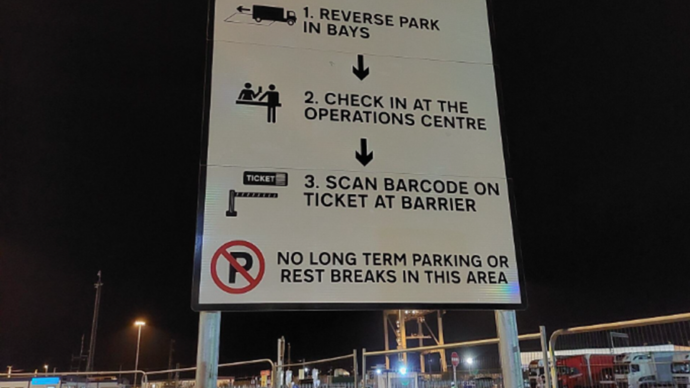 1. REVERSE PARK
IN BAYS
2. CHECK IN AT THE
OPERATIONS CENTRE
TICKET
3. SCAN BARCODE ON
TICKET AT BARRIER
P
NO LONG TERM PARKING OR
REST BREAKS IN THIS AREA